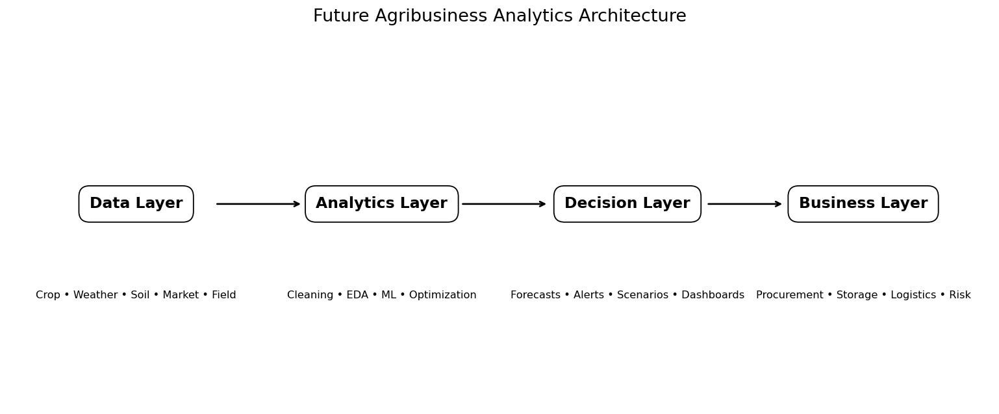 Future Agribusiness Analytics Architecture
Data Layer
Analytics Layer
Decision Layer
Business Layer
Crop • Weather • Soil • Market • Field
Cleaning • EDA • ML • Optimization
Forecasts • Alerts • Scenarios • Dashboards
Procurement • Storage • Logistics • Risk